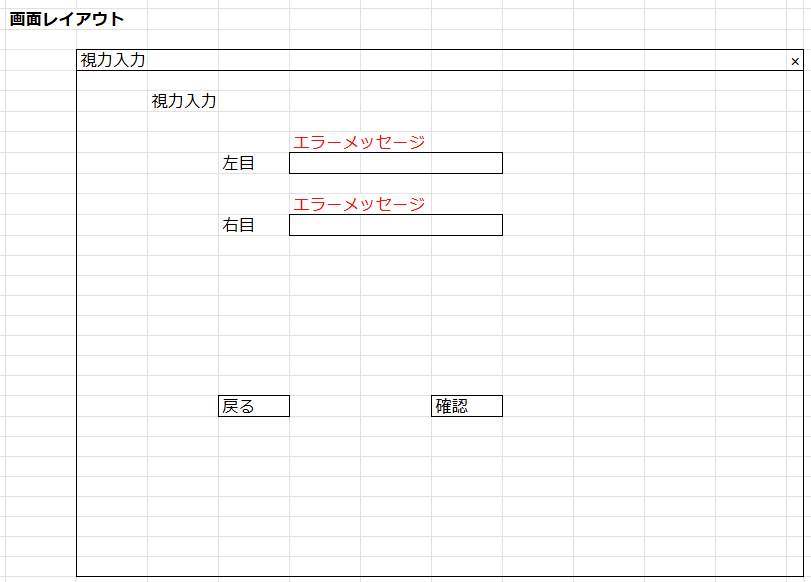 画面レイアウト
視力入力 ×
視力入力
エラーメッセージ
左目
エラーメッセージ
右目
戻る 確認